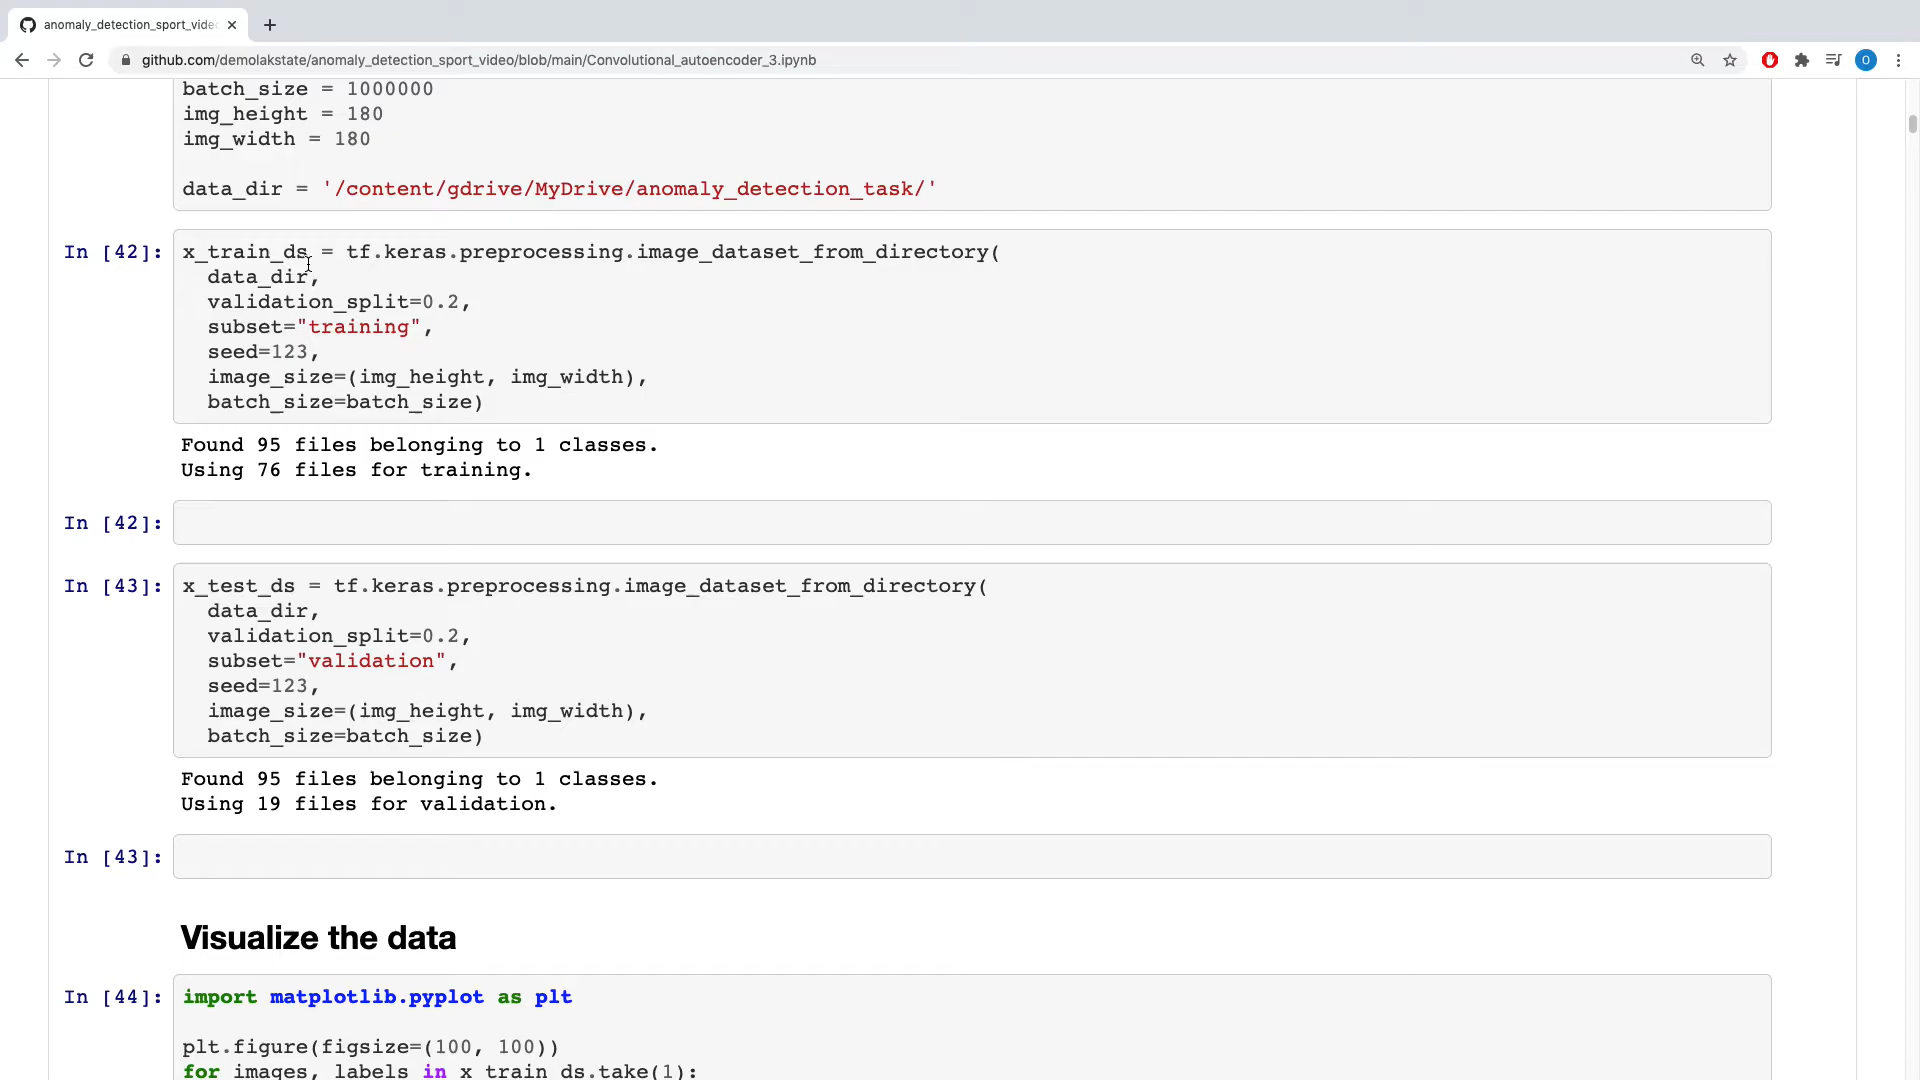 anomaly_detection_sport_vide
github.com/demolakstate/anomaly_detection_sport_video/blob/main/Convolutional_autoencoder_3.ipynb
O
batch_size = 1000000
img_height = 180
img_width = 180
data_dir = '/content/gdrive/MyDrive/anomaly_detection_task/'
In [42]: x_train_ds = tf.keras.preprocessing.image_dataset_from_directory(
data_dir,
validation_split=0.2,
subset="training",
seed=123,
image_size=(img_height, img_width),
batch_size=batch_size)
Found 95 files belonging to 1 classes.
Using 76 files for training.
In [42]:
In [43]: x_test_ds = tf.keras.preprocessing.image_dataset_from_directory(
data_dir,
validation_split=0.2,
subset="validation",
seed=123,
image_size=(img_height, img_width),
batch_size=batch_size)
Found 95 files belonging to 1 classes.
Using 19 files for validation.
In [43]:
Visualize the data
In [44]: import matplotlib.pyplot as plt
plt.figure(figsize=(100, 100))
for images, labels in x_train_ds.take(1):